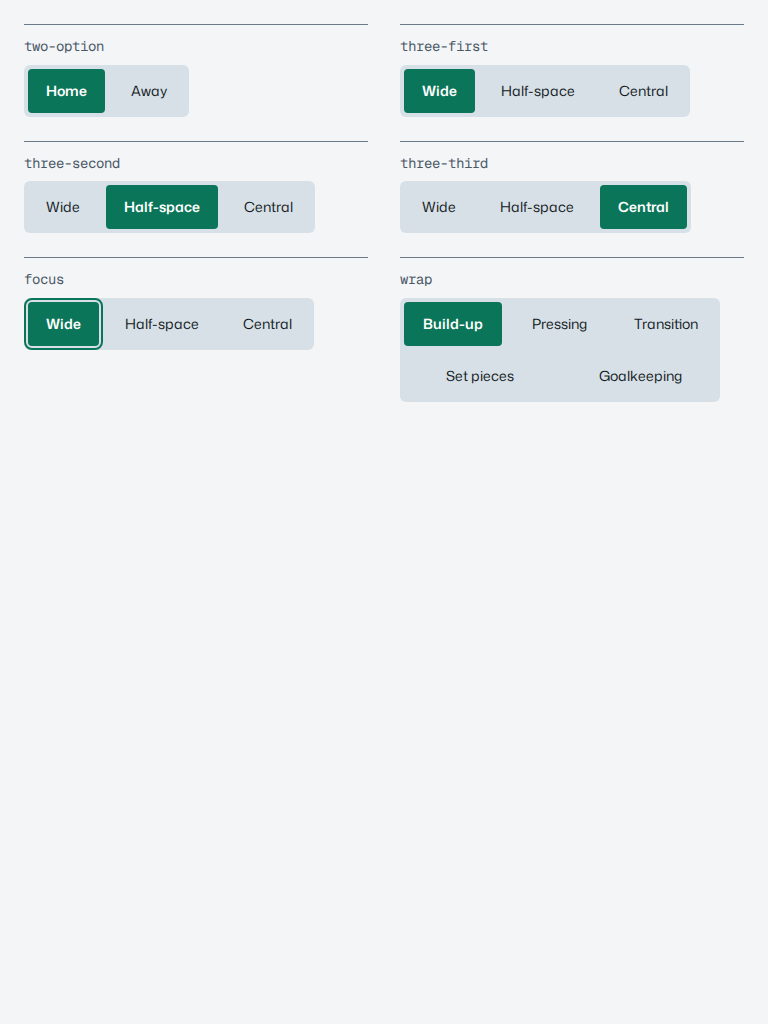 two-option
Home Away
three-first
Wide Half-space Central
three-second
Wide Half-space Central
three-third
Wide Half-space Central
focus
Wide Half-space Central
wrap
Build-up Pressing Transition
Set pieces Goalkeeping